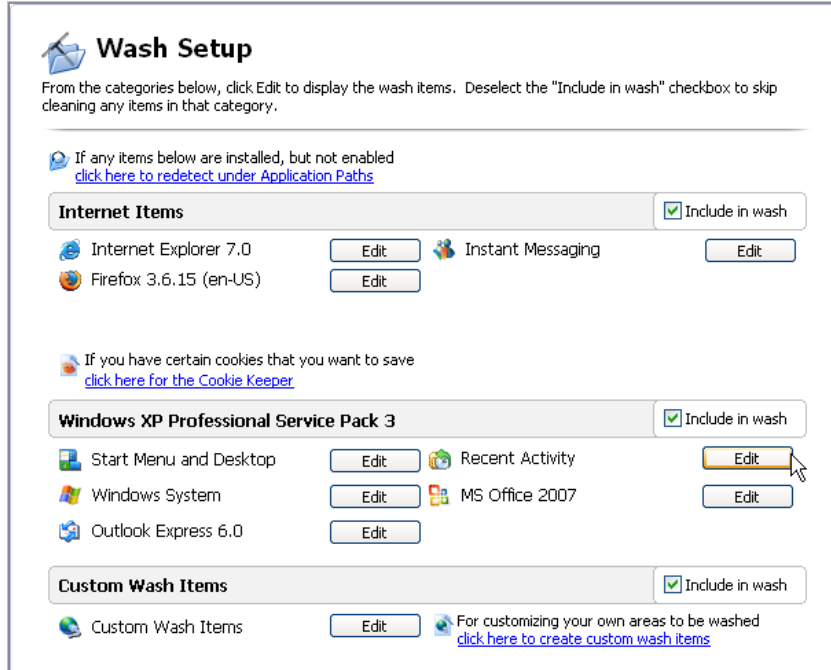 Wash Setup
From the categories below, click Edit to display the wash items. Deselect the "Include in wash" checkbox to skip
cleaning any items in that category.
If any items below are installed, but not enabled
click here to redetect under Application Paths
Internet Items
Include in wash
Internet Explorer 7.0
Edit
Instant Messaging
Edit
Firefox 3.6.15 (en-US)
Edit
If you have certain cookies that you want to save
click here for the Cookie Keeper
Windows XP Professional Service Pack 3
Include in wash
Start Menu and Desktop
Edit
Recent Activity
Edit
Windows System
Edit
MS Office 2007
Edit
Outlook Express 6.0
Edit
Custom Wash Items
Include in wash
Custom Wash Items
Edit
For customizing your own areas to be washed
click here to create custom wash items